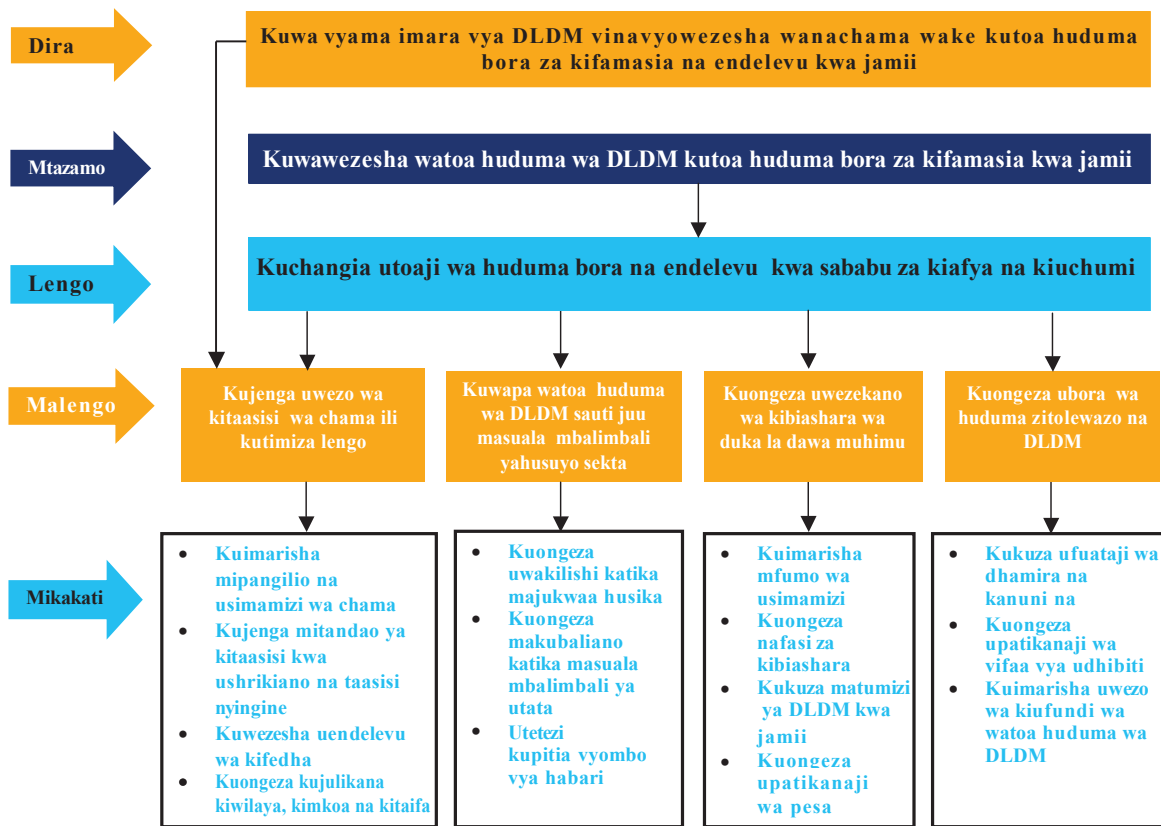 Dira
Kuwa vyama imara vya DLDM vinavyowezesha wanachama wake kutoa huduma
bora za kifamasia na endelevu kwa jamii
Mtazamo
Kuwawezesha watoa huduma wa DLDM kutoa huduma bora za kifamasia kwa jamii
Lengo
Kuchangia utoaji wa huduma bora na endelevu kwa sababu za kiafya na kiuchumi
Malengo
Kujenga uwezo wa
kitaasisi wa chama ili
kutimiza lengo
Kuwapa watoa huduma
wa DLDM sauti juu
masuala mbalimbali
yahusuyo sekta
Kuongeza uwezekano
wa kibiashara wa
duka la dawa muhimu
Kuongeza ubora wa
huduma zitolewazo na
DLDM
Mikakati
• Kuimarisha
mipangilio na
usimamizi wa chama
• Kujenga mitandao ya
kitaasisi kwa
ushrikiano na taasisi
nyingine
• Kuwezesha uendelevu
wa kifedha
• Kuongeza kujulikana
kiwilaya, kimkoa na kitaifa
• Kuongeza
uwakilishi katika
majukwaa husika
• Kuongeza
makubaliano
katika masuala
mbalimbali ya
utata
• Utetezi
kupitia vyombo
vya habari
• Kuimarisha
mfumo wa
usimamizi
• Kuongeza
nafasi za
kibiashara
• Kukuza matumizi
ya DLDM kwa
jamii
• Kuongeza
upatikanaji
wa pesa
• Kukuza ufuataji wa
dhamira na
kanuni na
• Kuongeza
upatikanaji wa
vifaa vya udhibiti
• Kuimarisha uwezo
wa kiufundi wa
watoa huduma wa
DLDM